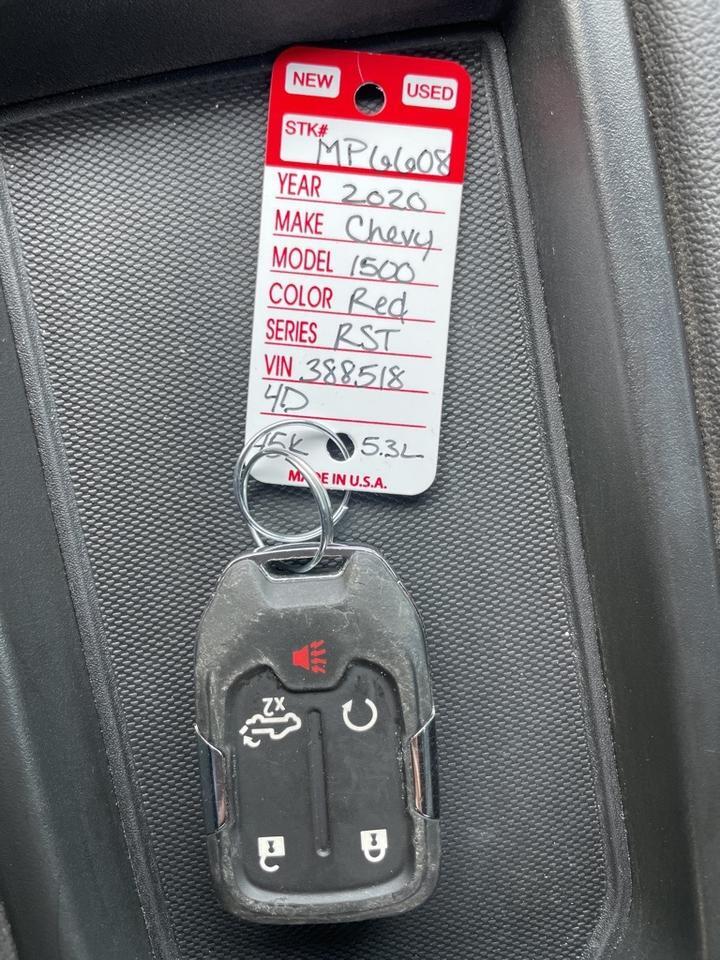 NEW USED
STK# MP6608
YEAR 2020
MAKE Chevy
MODEL 1500
COLOR Red
SERIES RST
VIN 388518
4D
45K 5.3L
MADE IN U.S.A.
x2